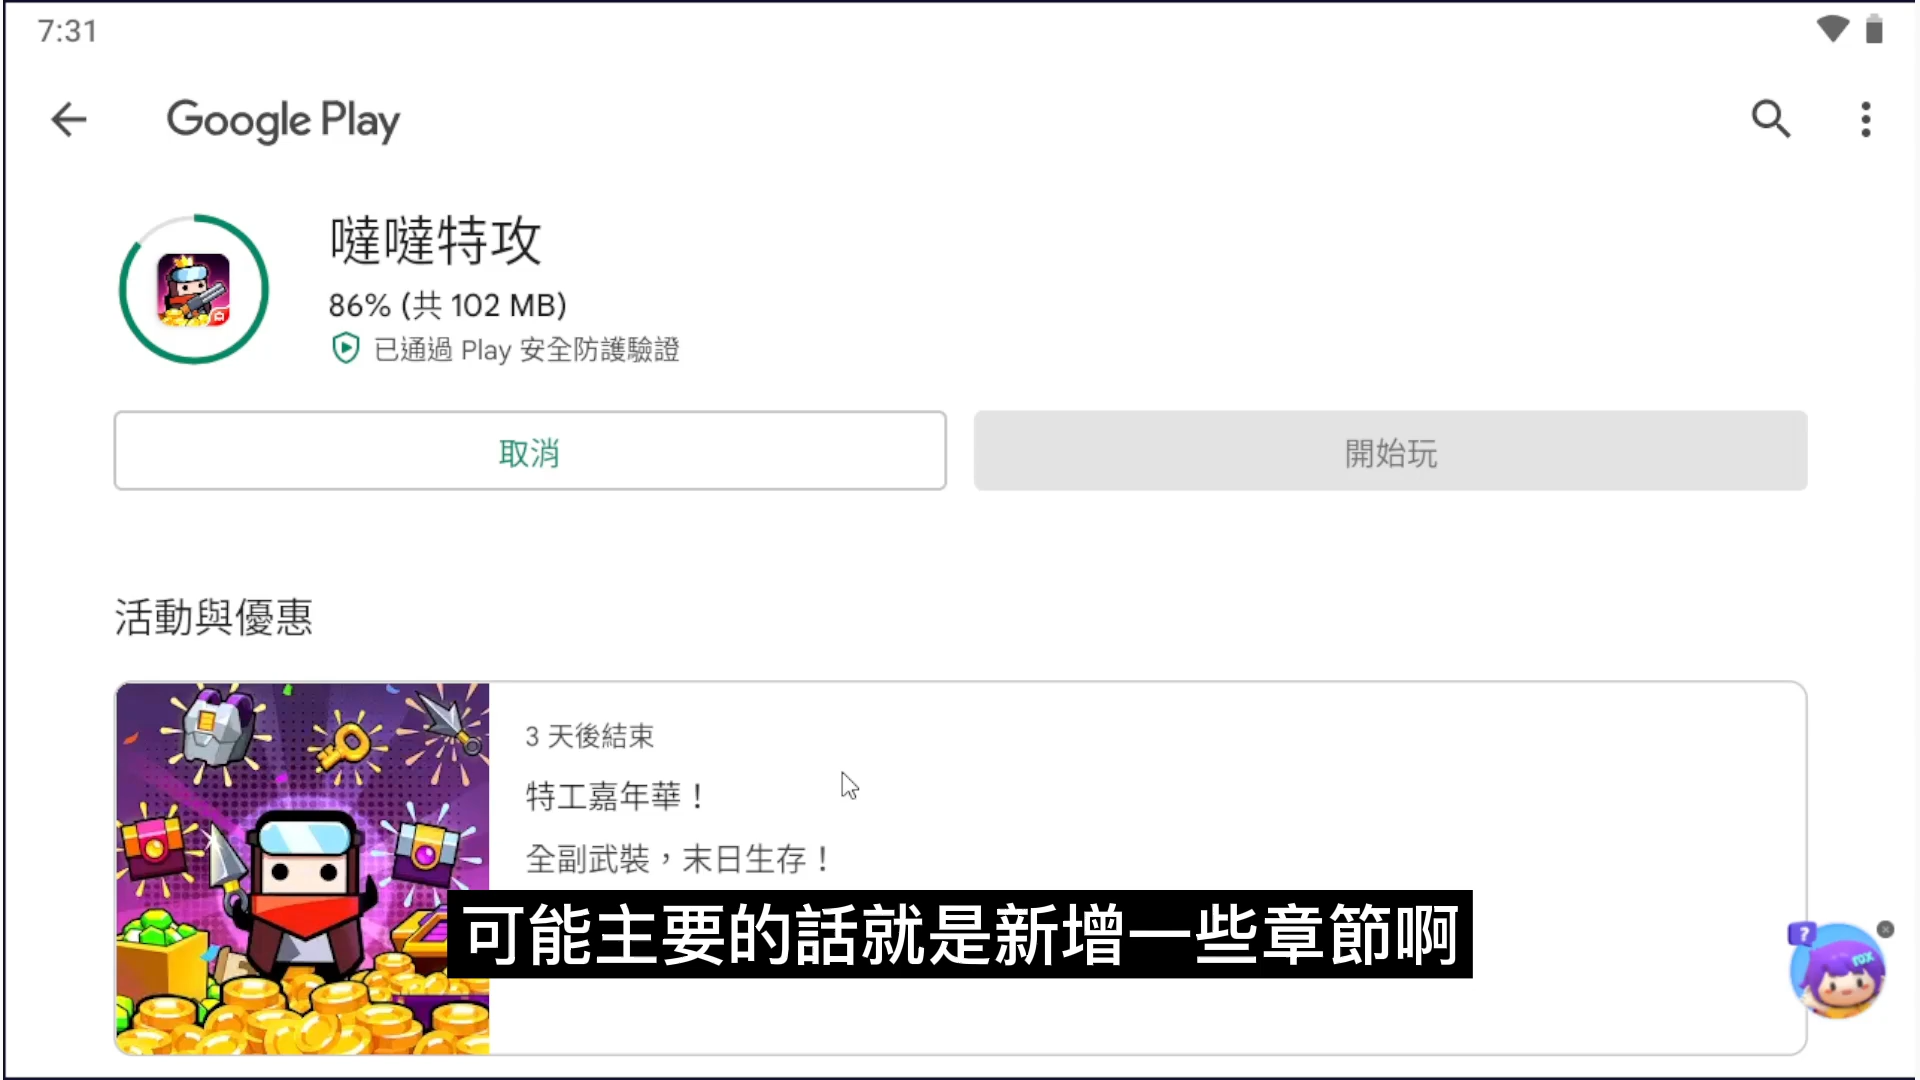 7:31
Google Play
噠噠特攻
86% (共 102 MB)
已通過 Play 安全防護驗證
取消
開始玩
活動與優惠
3 天後結束
特工嘉年華！
全副武裝，末日生存！
可能主要的話就是新增一些章節啊
?
rox